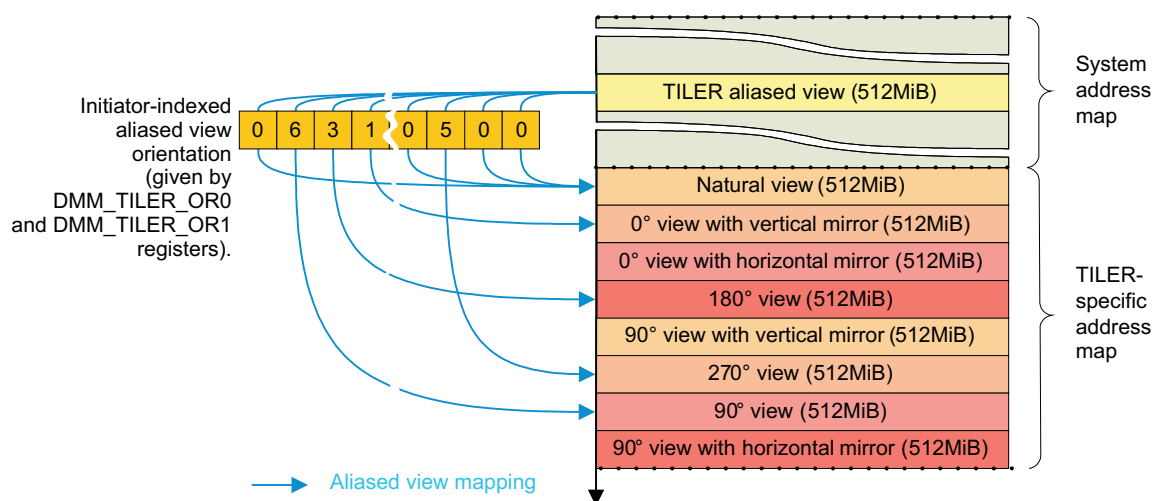 TILER aliased view (512MiB)
System
address
map
Initiator-indexed
aliased view
orientation
(given by
DMM_TILER_OR0
and DMM_TILER_OR1
registers).
0 6 3 1 0 5 0 0
Natural view (512MiB)
0° view with vertical mirror (512MiB)
0° view with horizontal mirror (512MiB)
180° view (512MiB)
90° view with vertical mirror (512MiB)
270° view (512MiB)
90° view (512MiB)
90° view with horizontal mirror (512MiB)
TILER-
specific
address
map
Aliased view mapping